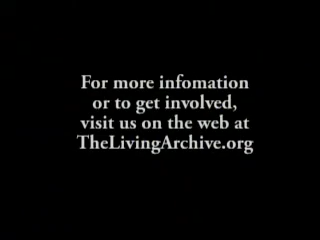 For more infomation
or to get involved,
visit us on the web at
TheLivingArchive.org